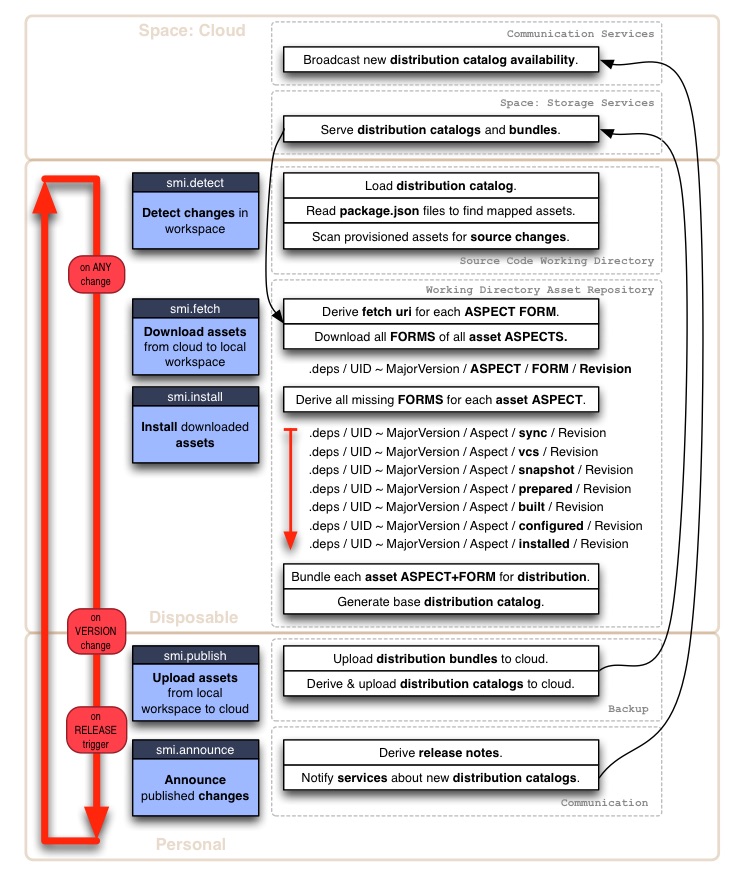 Space: Cloud
Communication Services
Broadcast new distribution catalog availability.
Space: Storage Services
Serve distribution catalogs and bundles.
smi.detect
Detect changes in
workspace
Load distribution catalog.
Read package.json files to find mapped assets.
Scan provisioned assets for source changes.
Source Code Working Directory
on ANY
change
Working Directory Asset Repository
smi.fetch
Download assets
from cloud to local
workspace
Derive fetch uri for each ASPECT FORM.
Download all FORMS of all asset ASPECTS.
.deps / UID ~ MajorVersion / ASPECT / FORM / Revision
smi.install
Install downloaded
assets
Derive all missing FORMS for each asset ASPECT.
.deps / UID ~ MajorVersion / Aspect / sync / Revision
.deps / UID ~ MajorVersion / Aspect / vcs / Revision
.deps / UID ~ MajorVersion / Aspect / snapshot / Revision
.deps / UID ~ MajorVersion / Aspect / prepared / Revision
.deps / UID ~ MajorVersion / Aspect / built / Revision
.deps / UID ~ MajorVersion / Aspect / configured / Revision
.deps / UID ~ MajorVersion / Aspect / installed / Revision
Bundle each asset ASPECT+FORM for distribution.
Generate base distribution catalog.
Disposable
on
VERSION
change
smi.publish
Upload assets
from local
workspace to cloud
Upload distribution bundles to cloud.
Derive & upload distribution catalogs to cloud.
Backup
on
RELEASE
trigger
smi.announce
Announce
published changes
Derive release notes.
Notify services about new distribution catalogs.
Communication
Personal